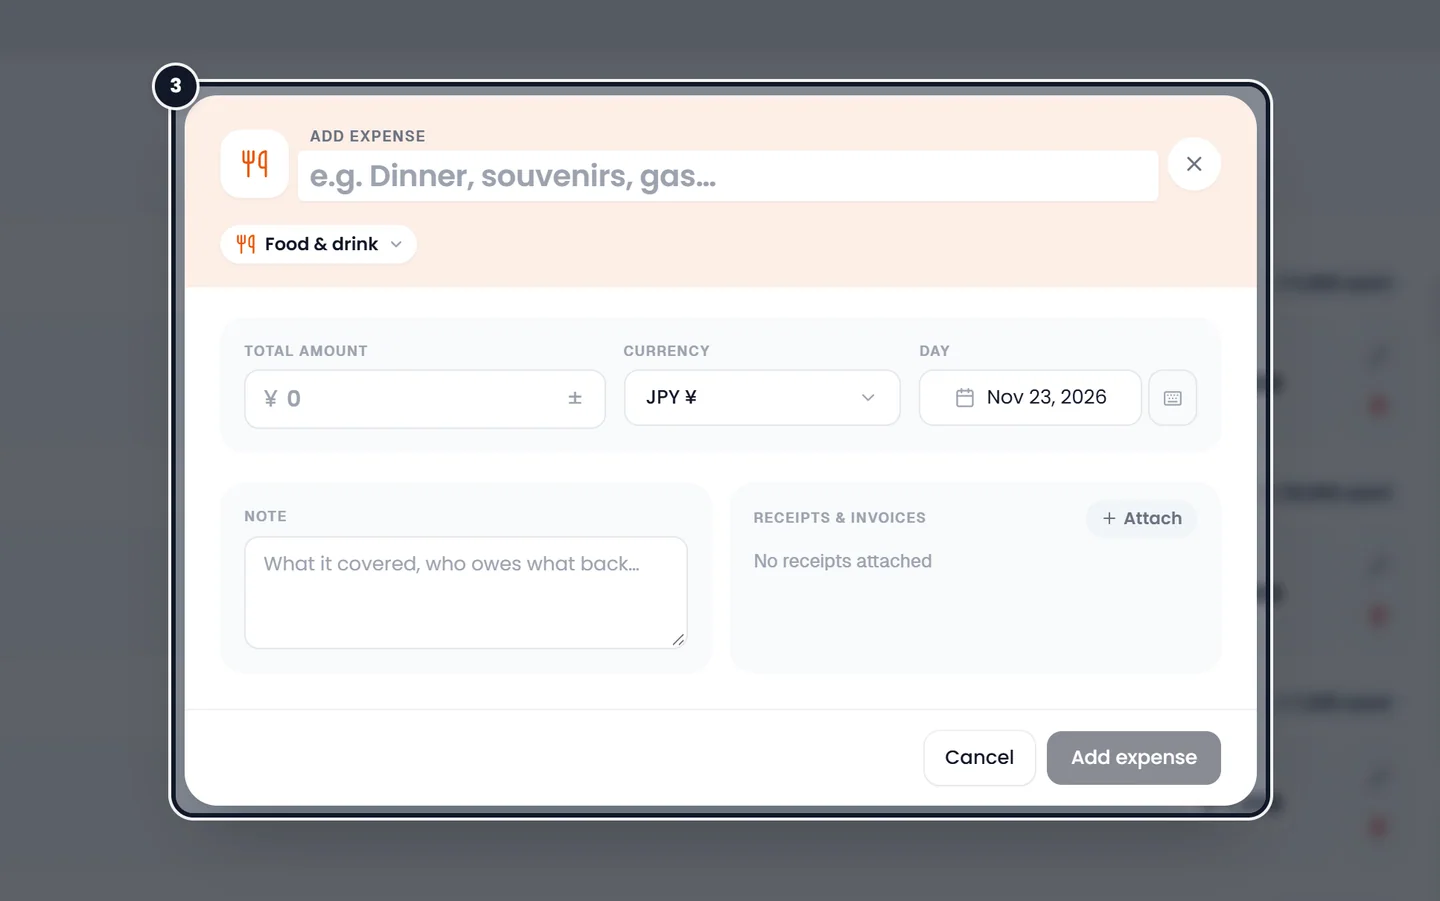 3
ADD EXPENSE
e.g. Dinner, souvenirs, gas...
Food & drink
TOTAL AMOUNT
CURRENCY
DAY
¥ 0
±
JPY ¥
Nov 23, 2026
NOTE
RECEIPTS & INVOICES
+ Attach
What it covered, who owes what back...
No receipts attached
Cancel
Add expense